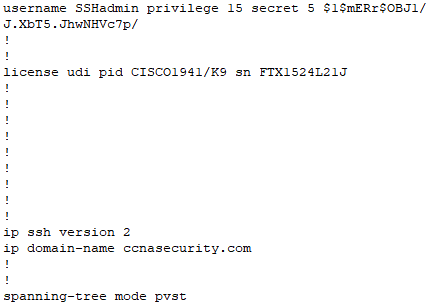 username SSHadmin privilege 15 secret 5 $1$mERr$OBJ1/
J.XbT5.JhwNHVc7p/
!
!
license udi pid CISCO1941/K9 sn FTX1524L21J
!
!
!
!
!
!
!
!
!
ip ssh version 2
ip domain-name ccnasecurity.com
!
!
spanning-tree mode pvst